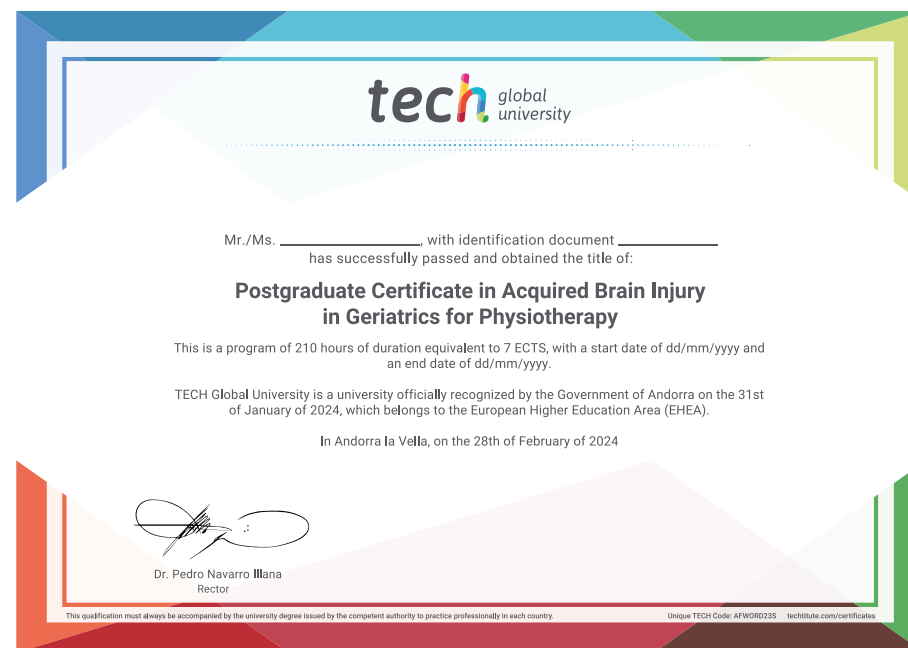 tech global university
Mr./Ms. ____________________, with identification document ______________
has successfully passed and obtained the title of:
Postgraduate Certificate in Acquired Brain Injury
in Geriatrics for Physiotherapy
This is a program of 210 hours of duration equivalent to 7 ECTS, with a start date of dd/mm/yyyy and
an end date of dd/mm/yyyy.
TECH Global University is a university officially recognized by the Government of Andorra on the 31st
of January of 2024, which belongs to the European Higher Education Area (EHEA).
In Andorra la Vella, on the 28th of February of 2024
Dr. Pedro Navarro Illana
Rector
This qualification must always be accompanied by the university degree issued by the competent authority to practice professionally in each country.
Unique TECH Code: AFWORD23S techtitute.com/certificates